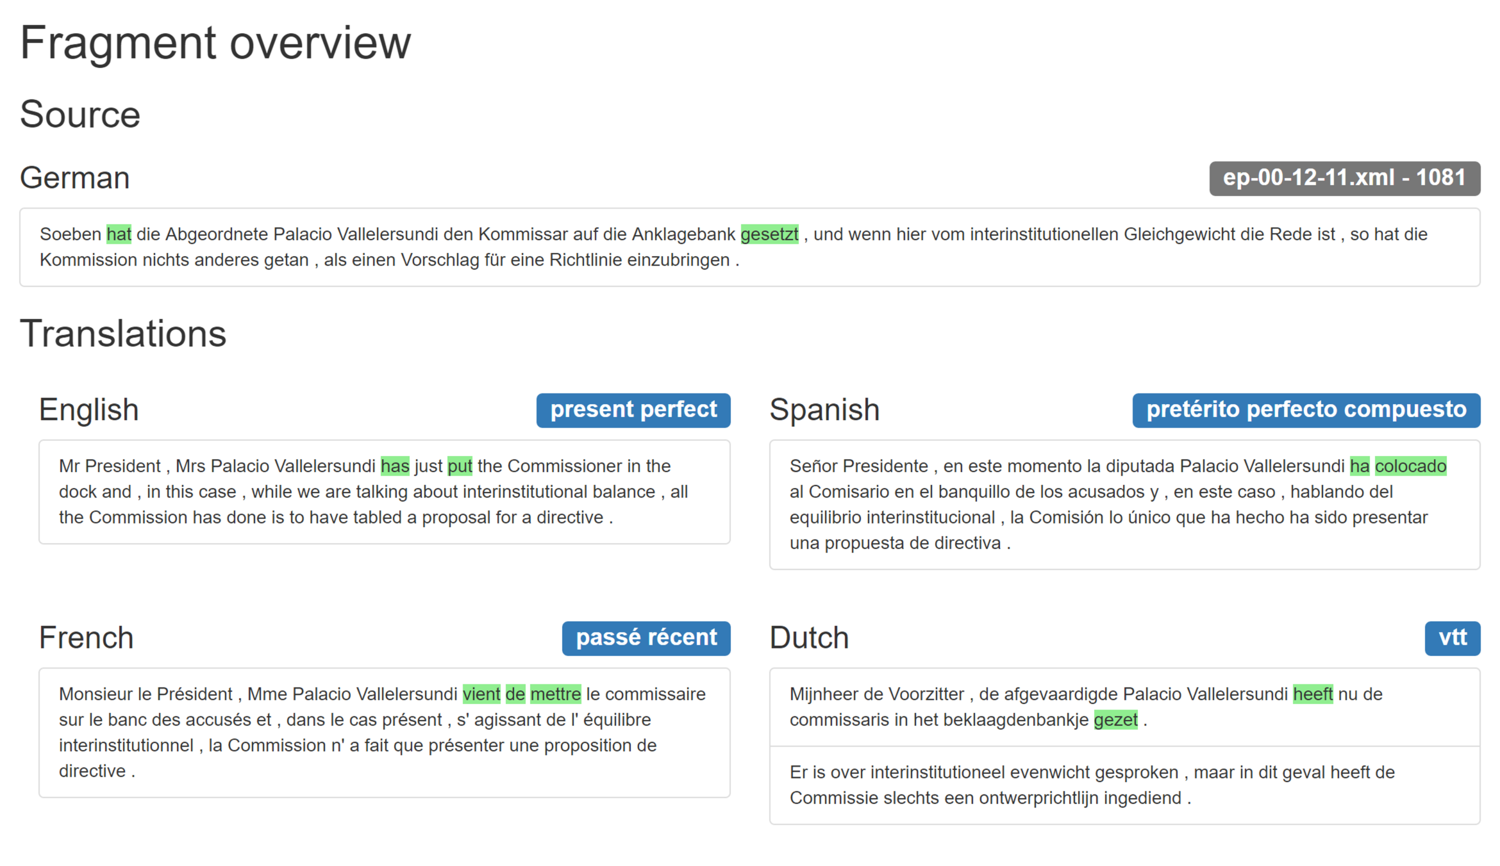 Fragment overview
Source
German
ep-00-12-11.xml - 1081
Soeben hat die Abgeordnete Palacio Vallelersundi den Kommissar auf die Anklagebank gesetzt , und wenn hier vom interinstitutionellen Gleichgewicht die Rede ist , so hat die
Kommission nichts anderes getan , als einen Vorschlag für eine Richtlinie einzubringen .
Translations
English
present perfect
Mr President , Mrs Palacio Vallelersundi has just put the Commissioner in the
dock and , in this case , while we are talking about interinstitutional balance , all
the Commission has done is to have tabled a proposal for a directive .
Spanish
pretérito perfecto compuesto
Señor Presidente , en este momento la diputada Palacio Vallelersundi ha colocado
al Comisario en el banquillo de los acusados y , en este caso , hablando del
equilibrio interinstitucional , la Comisión lo único que ha hecho ha sido presentar
una propuesta de directiva .
French
passé récent
Monsieur le Président , Mme Palacio Vallelersundi vient de mettre le commissaire
sur le banc des accusés et , dans le cas présent , s' agissant de l' équilibre
interinstitutionnel , la Commission n' a fait que présenter une proposition de
directive .
Dutch
vtt
Mijnheer de Voorzitter , de afgevaardigde Palacio Vallelersundi heeft nu de
commissaris in het beklaagdenbankje gezet .
Er is over interinstitutioneel evenwicht gesproken , maar in dit geval heeft de
Commissie slechts een ontwerprichtlijn ingediend .